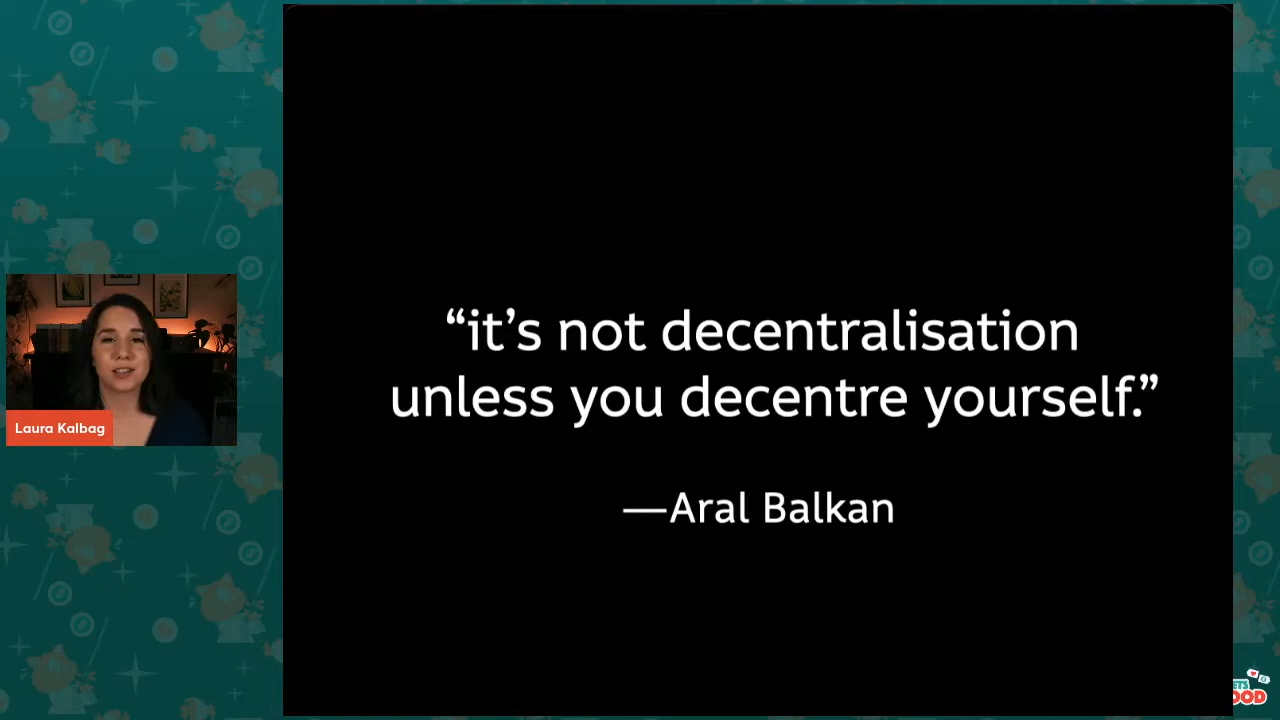 “it’s not decentralisation
unless you decentre yourself.”
—Aral Balkan
Laura Kalbag